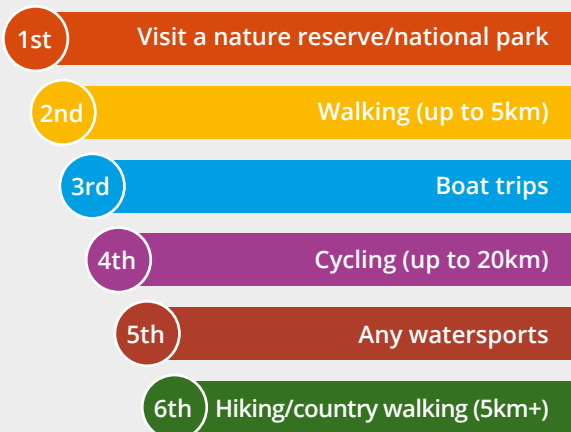 1st Visit a nature reserve/national park
2nd Walking (up to 5km)
3rd Boat trips
4th Cycling (up to 20km)
5th Any watersports
6th Hiking/country walking (5km+)